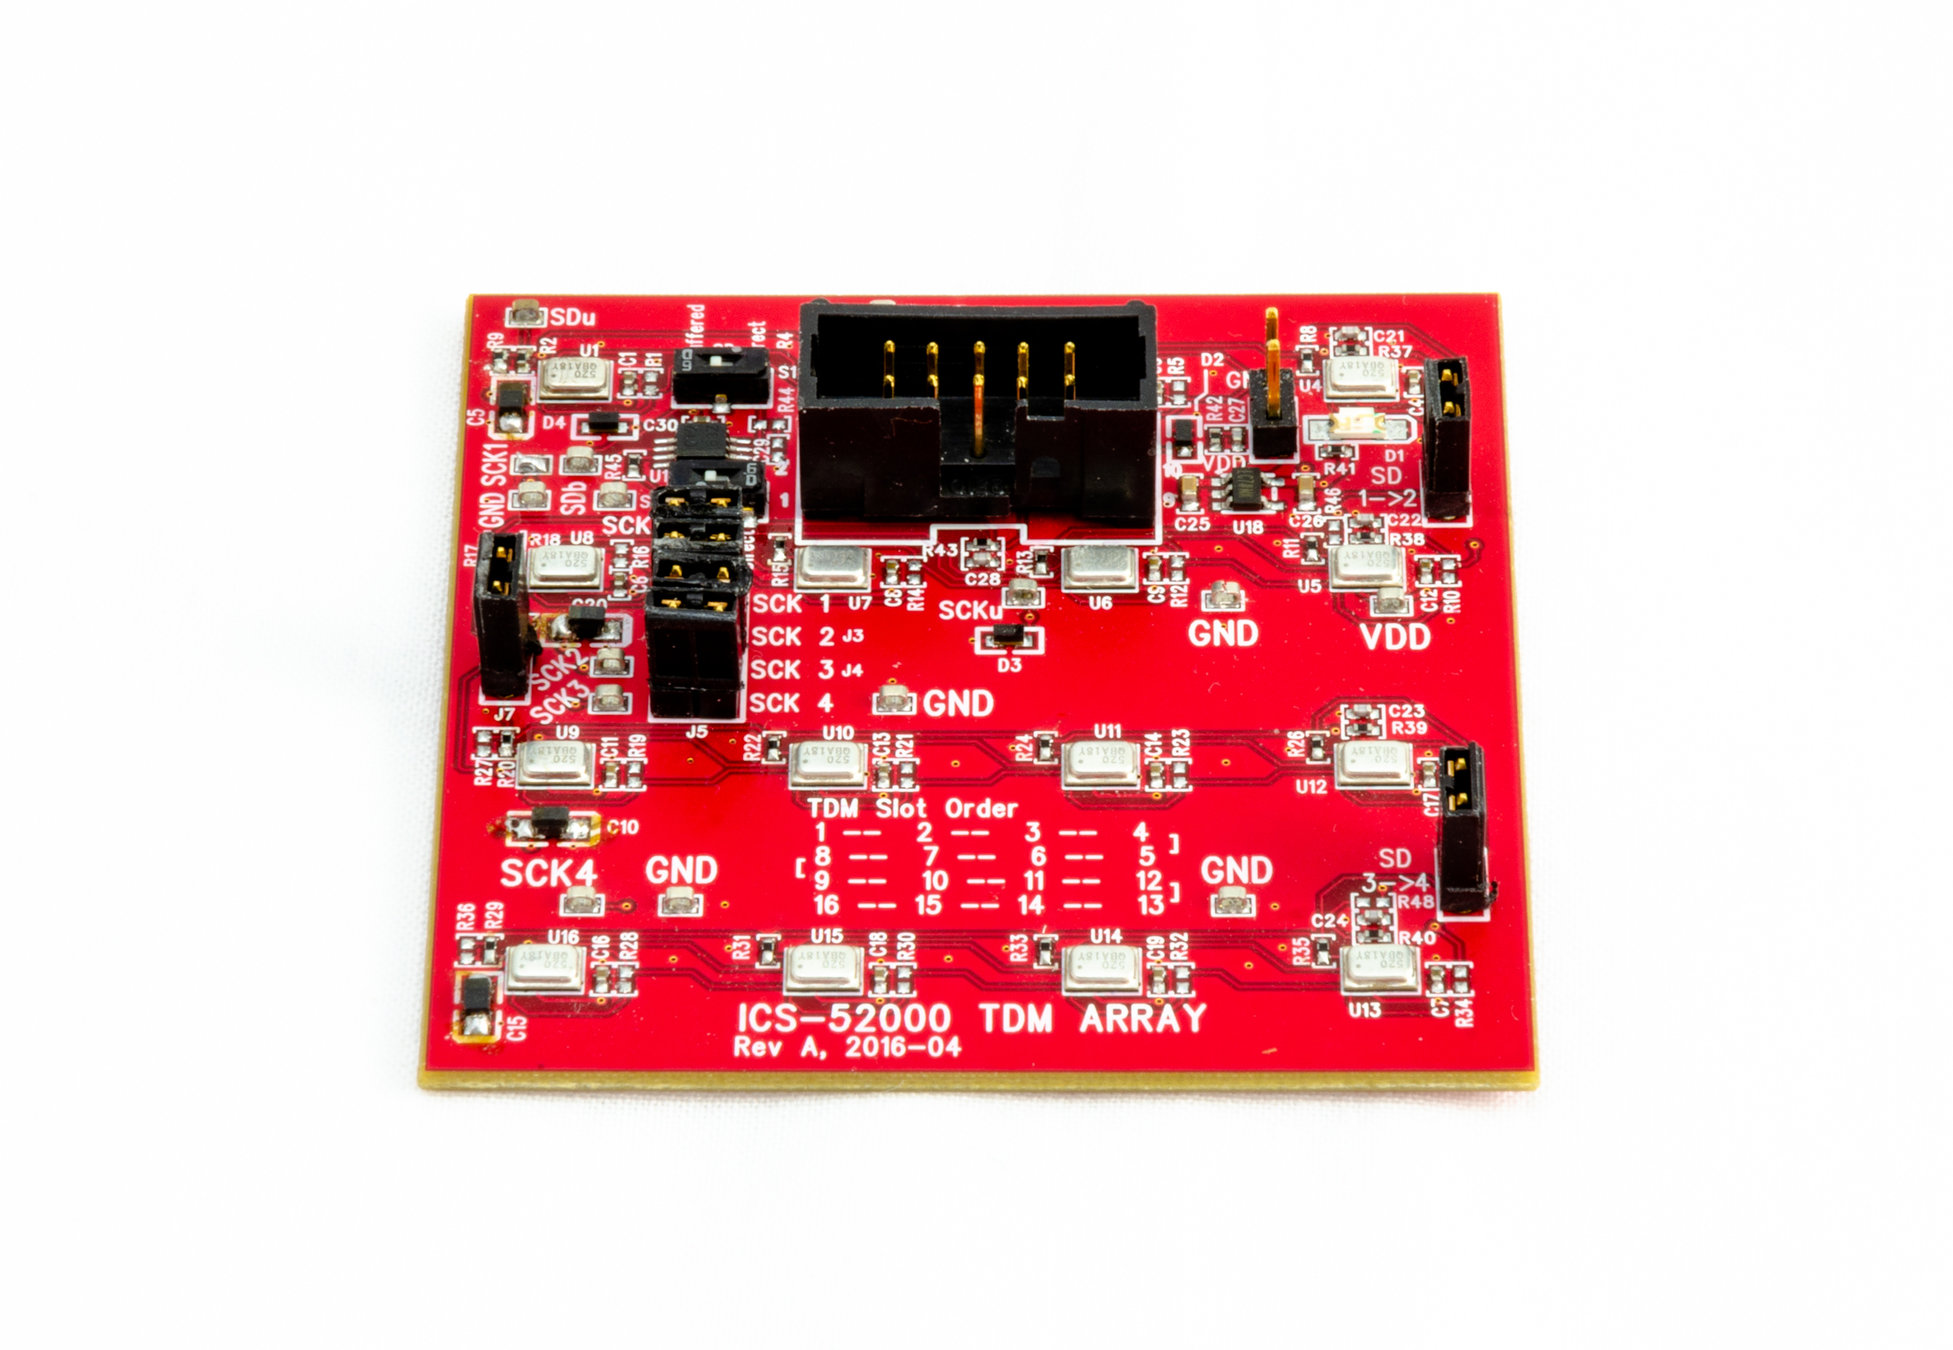 SDu
R9
R2
U1
C1
R4
S1
R44
R5
D2
R42
C27
R8
U4
C21
R37
C4
C5
D4
C30
C29
VDD
R41
D1
SD
1->2
SCK1
GND
SDb
R45
1
C25
U18
C26
R46
C22
R38
R17
R18
U8
R16
SCK
R15
U7
C8
R14
R43
C28
R13
U6
C9
R12
R11
U5
C12
R10
SCKu
D3
GND
VDD
SCK 1
SCK 2 J3
SCK 3 J4
SCK 4
GND
SCK2
SCK3
J7
J5
U9
C11
R19
R27
R20
R22
U10
C13
R21
R24
U11
C14
R23
R26
U12
C23
R39
C17
C10
SCK4
GND
TDM Slot Order
1 -- 2 -- 3 -- 4
8 -- 7 -- 6 -- 5
9 -- 10 -- 11 -- 12
16 -- 15 -- 14 -- 13
GND
SD
3->4
R48
C24
R40
R36
R29
U16
C16
R28
R31
U15
C18
R30
R33
U14
C19
R32
R35
U13
C7
R34
C15
ICS-52000 TDM ARRAY
Rev A, 2016-04